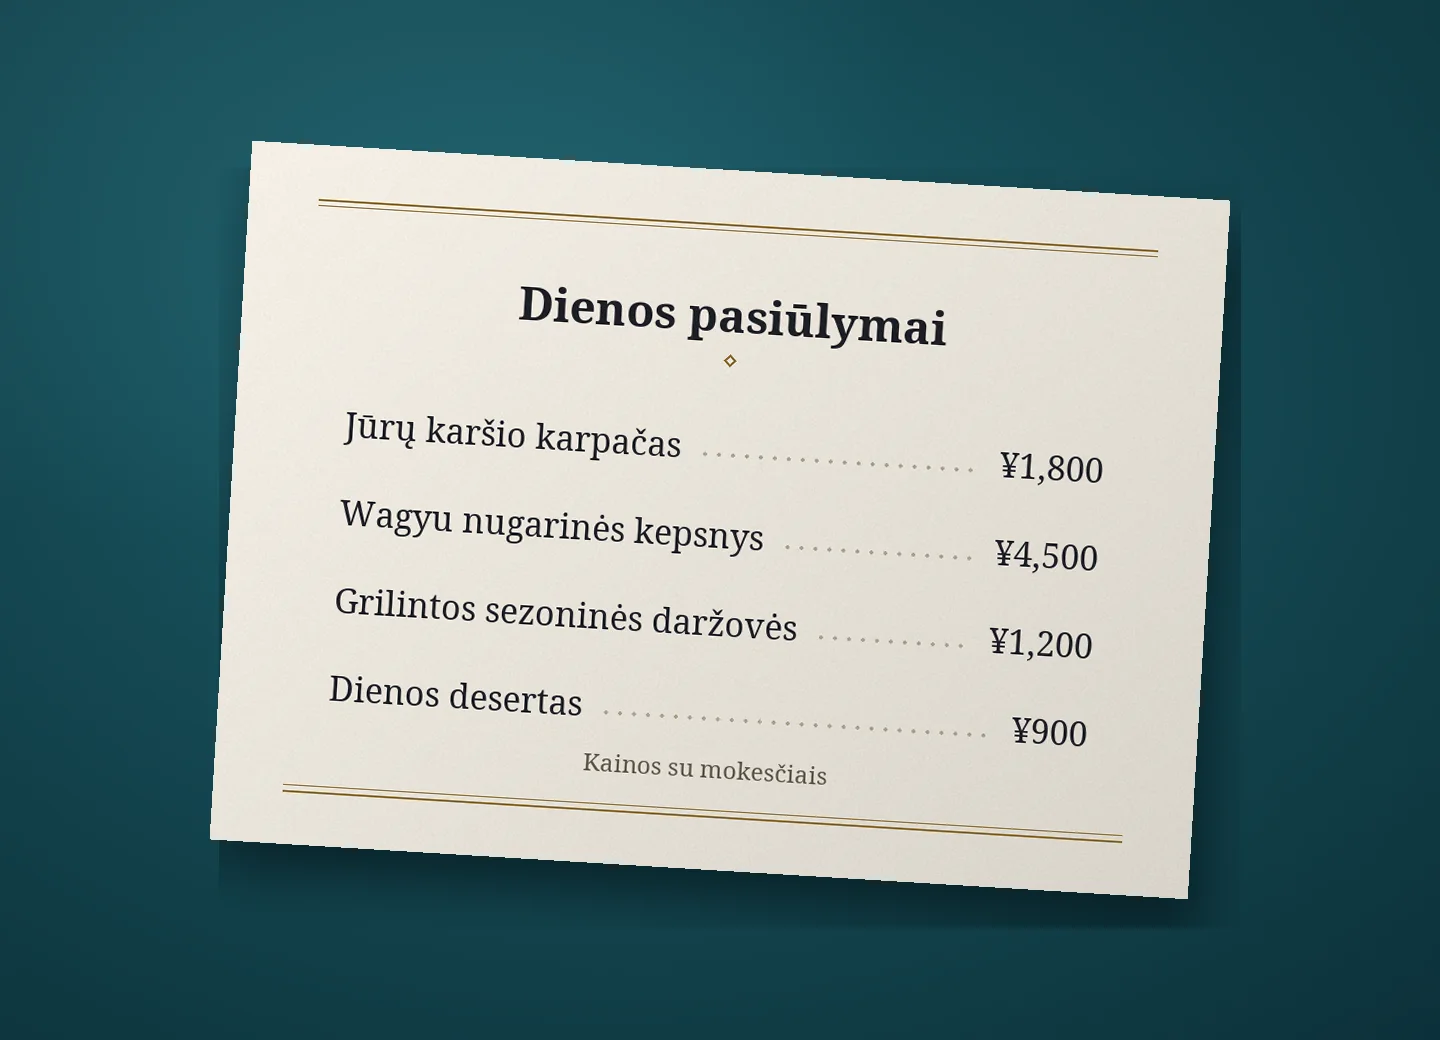 Dienos pasiūlymai
Jūrų karšio karpačas ¥1,800
Wagyu nugarinės kepsnys ¥4,500
Grilintos sezoninės daržovės ¥1,200
Dienos desertas ¥900
Kainos su mokesčiais